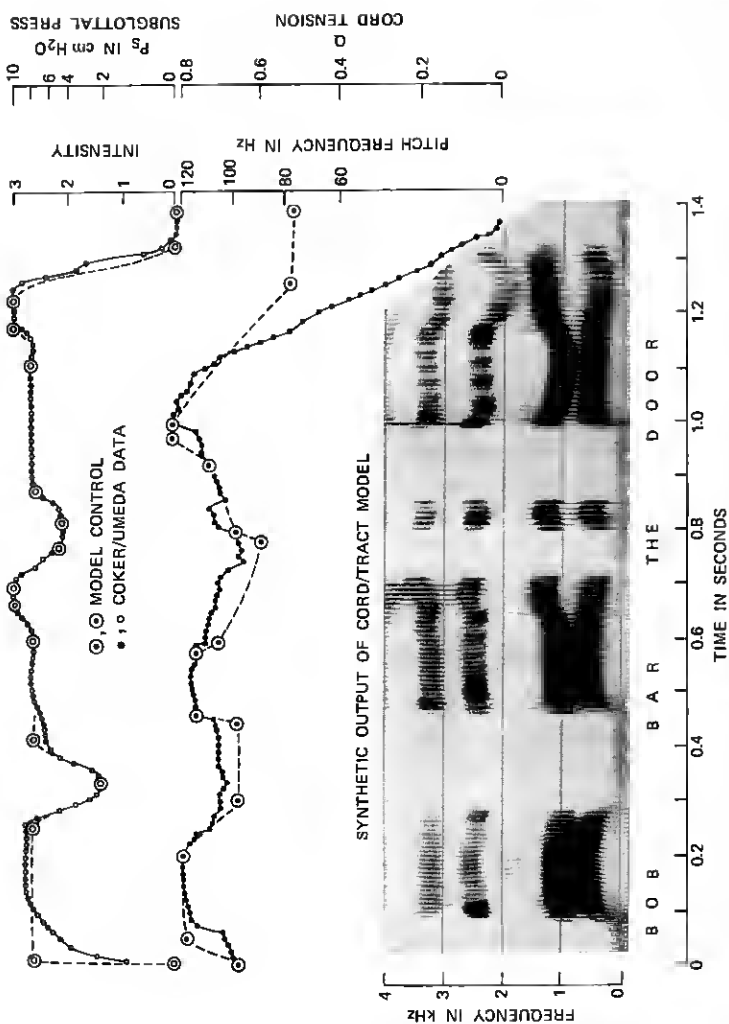 SUBGLOTTAL PRESS
Ps IN cm H2O
10
6
4
2
0
CORD TENSION
Q
0.8
0.6
0.4
0.2
0
INTENSITY
3
2
1
0
PITCH FREQUENCY IN Hz
120
100
80
60
0
◎,◎ MODEL CONTROL
•,○ COKER/UMEDA DATA
SYNTHETIC OUTPUT OF CORD/TRACT MODEL
FREQUENCY IN kHz
4
3
2
1
0
B O B B A R T H E D O O R
0 0.2 0.4 0.6 0.8 1.0 1.2 1.4
TIME IN SECONDS